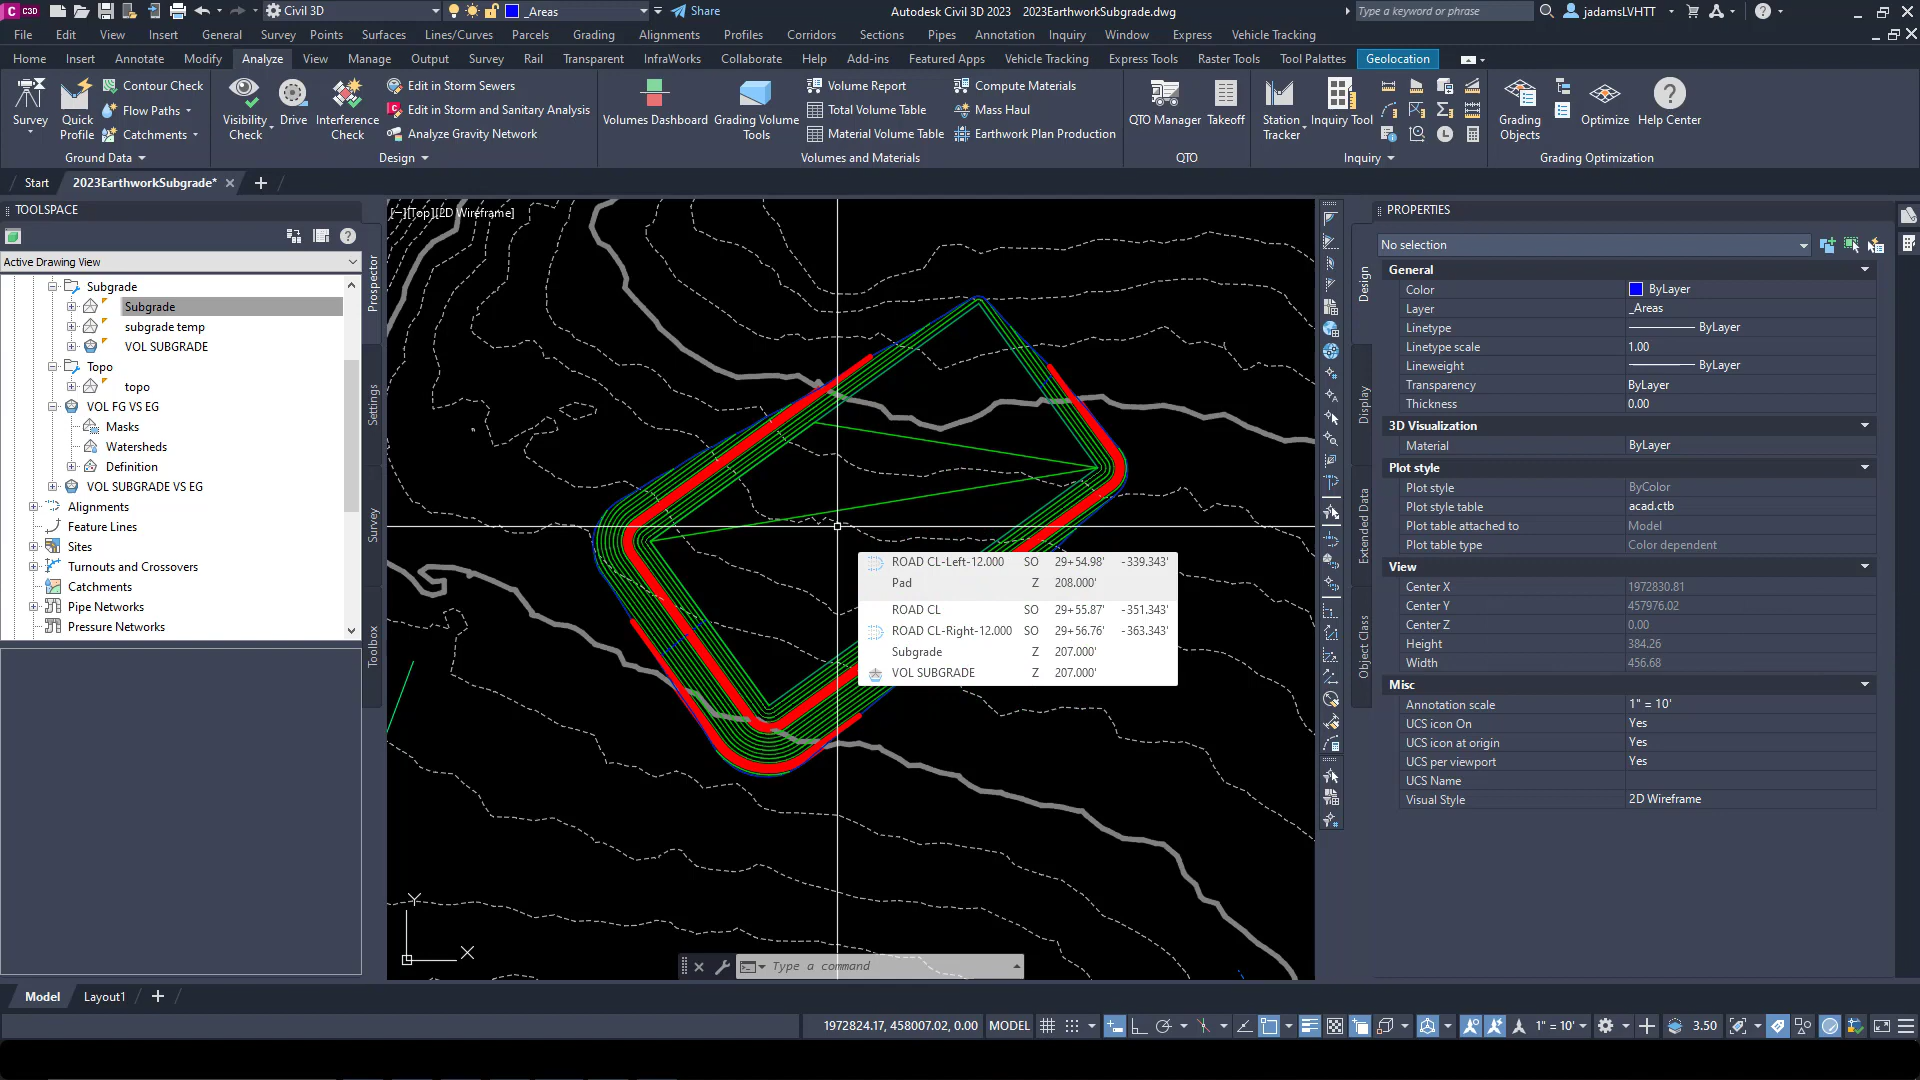 C3D Civil 3D _Areas Share Autodesk Civil 3D 2023 2023EarthworkSubgrade.dwg Type a keyword or phrase jadamsLVHTT
File Edit View Insert General Survey Points Surfaces Lines/Curves Parcels Grading Alignments Profiles Corridors Sections Pipes Annotation Inquiry Window Express Vehicle Tracking
Home Insert Annotate Modify Analyze View Manage Output Survey Rail Transparent InfraWorks Collaborate Help Add-ins Featured Apps Vehicle Tracking Express Tools Raster Tools Tool Palettes Geolocation
Contour Check Edit in Storm Sewers Volume Report Compute Materials
Flow Paths Edit in Storm and Sanitary Analysis Total Volume Table Mass Haul
Survey Quick Profile Catchments Visibility Check Drive Interference Check Analyze Gravity Network Volumes Dashboard Grading Volume Tools Material Volume Table Earthwork Plan Production QTO Manager Takeoff Station Tracker Inquiry Tool Grading Objects Optimize Help Center
Ground Data Design Volumes and Materials QTO Inquiry Grading Optimization
Start 2023EarthworkSubgrade*
TOOLSPACE
Active Drawing View
Subgrade
Subgrade
subgrade temp
VOL SUBGRADE
Topo
topo
VOL FG VS EG
Masks
Watersheds
Definition
VOL SUBGRADE VS EG
Alignments
Feature Lines
Sites
Turnouts and Crossovers
Catchments
Pipe Networks
Pressure Networks
Prospector
Settings
Survey
Toolbox
[−][Top][2D Wireframe]
ROAD CL-Left-12.000 SO 29+54.98' -339.343'
Pad Z 208.000'
ROAD CL SO 29+55.87' -351.343'
ROAD CL-Right-12.000 SO 29+56.76' -363.343'
Subgrade Z 207.000'
VOL SUBGRADE Z 207.000'
Y
X
Type a command
PROPERTIES
No selection
Design
Display
Extended Data
Object Class
General
Color ByLayer
Layer _Areas
Linetype ByLayer
Linetype scale 1.00
Lineweight ByLayer
Transparency ByLayer
Thickness 0.00
3D Visualization
Material ByLayer
Plot style
Plot style ByColor
Plot style table acad.ctb
Plot table attached to Model
Plot table type Color dependent
View
Center X 1972830.81
Center Y 457976.02
Center Z 0.00
Height 384.26
Width 456.68
Misc
Annotation scale 1" = 10'
UCS icon On Yes
UCS icon at origin Yes
UCS per viewport Yes
UCS Name
Visual Style 2D Wireframe
Model Layout1
1972824.17, 458007.02, 0.00 MODEL 1" = 10' 3.50